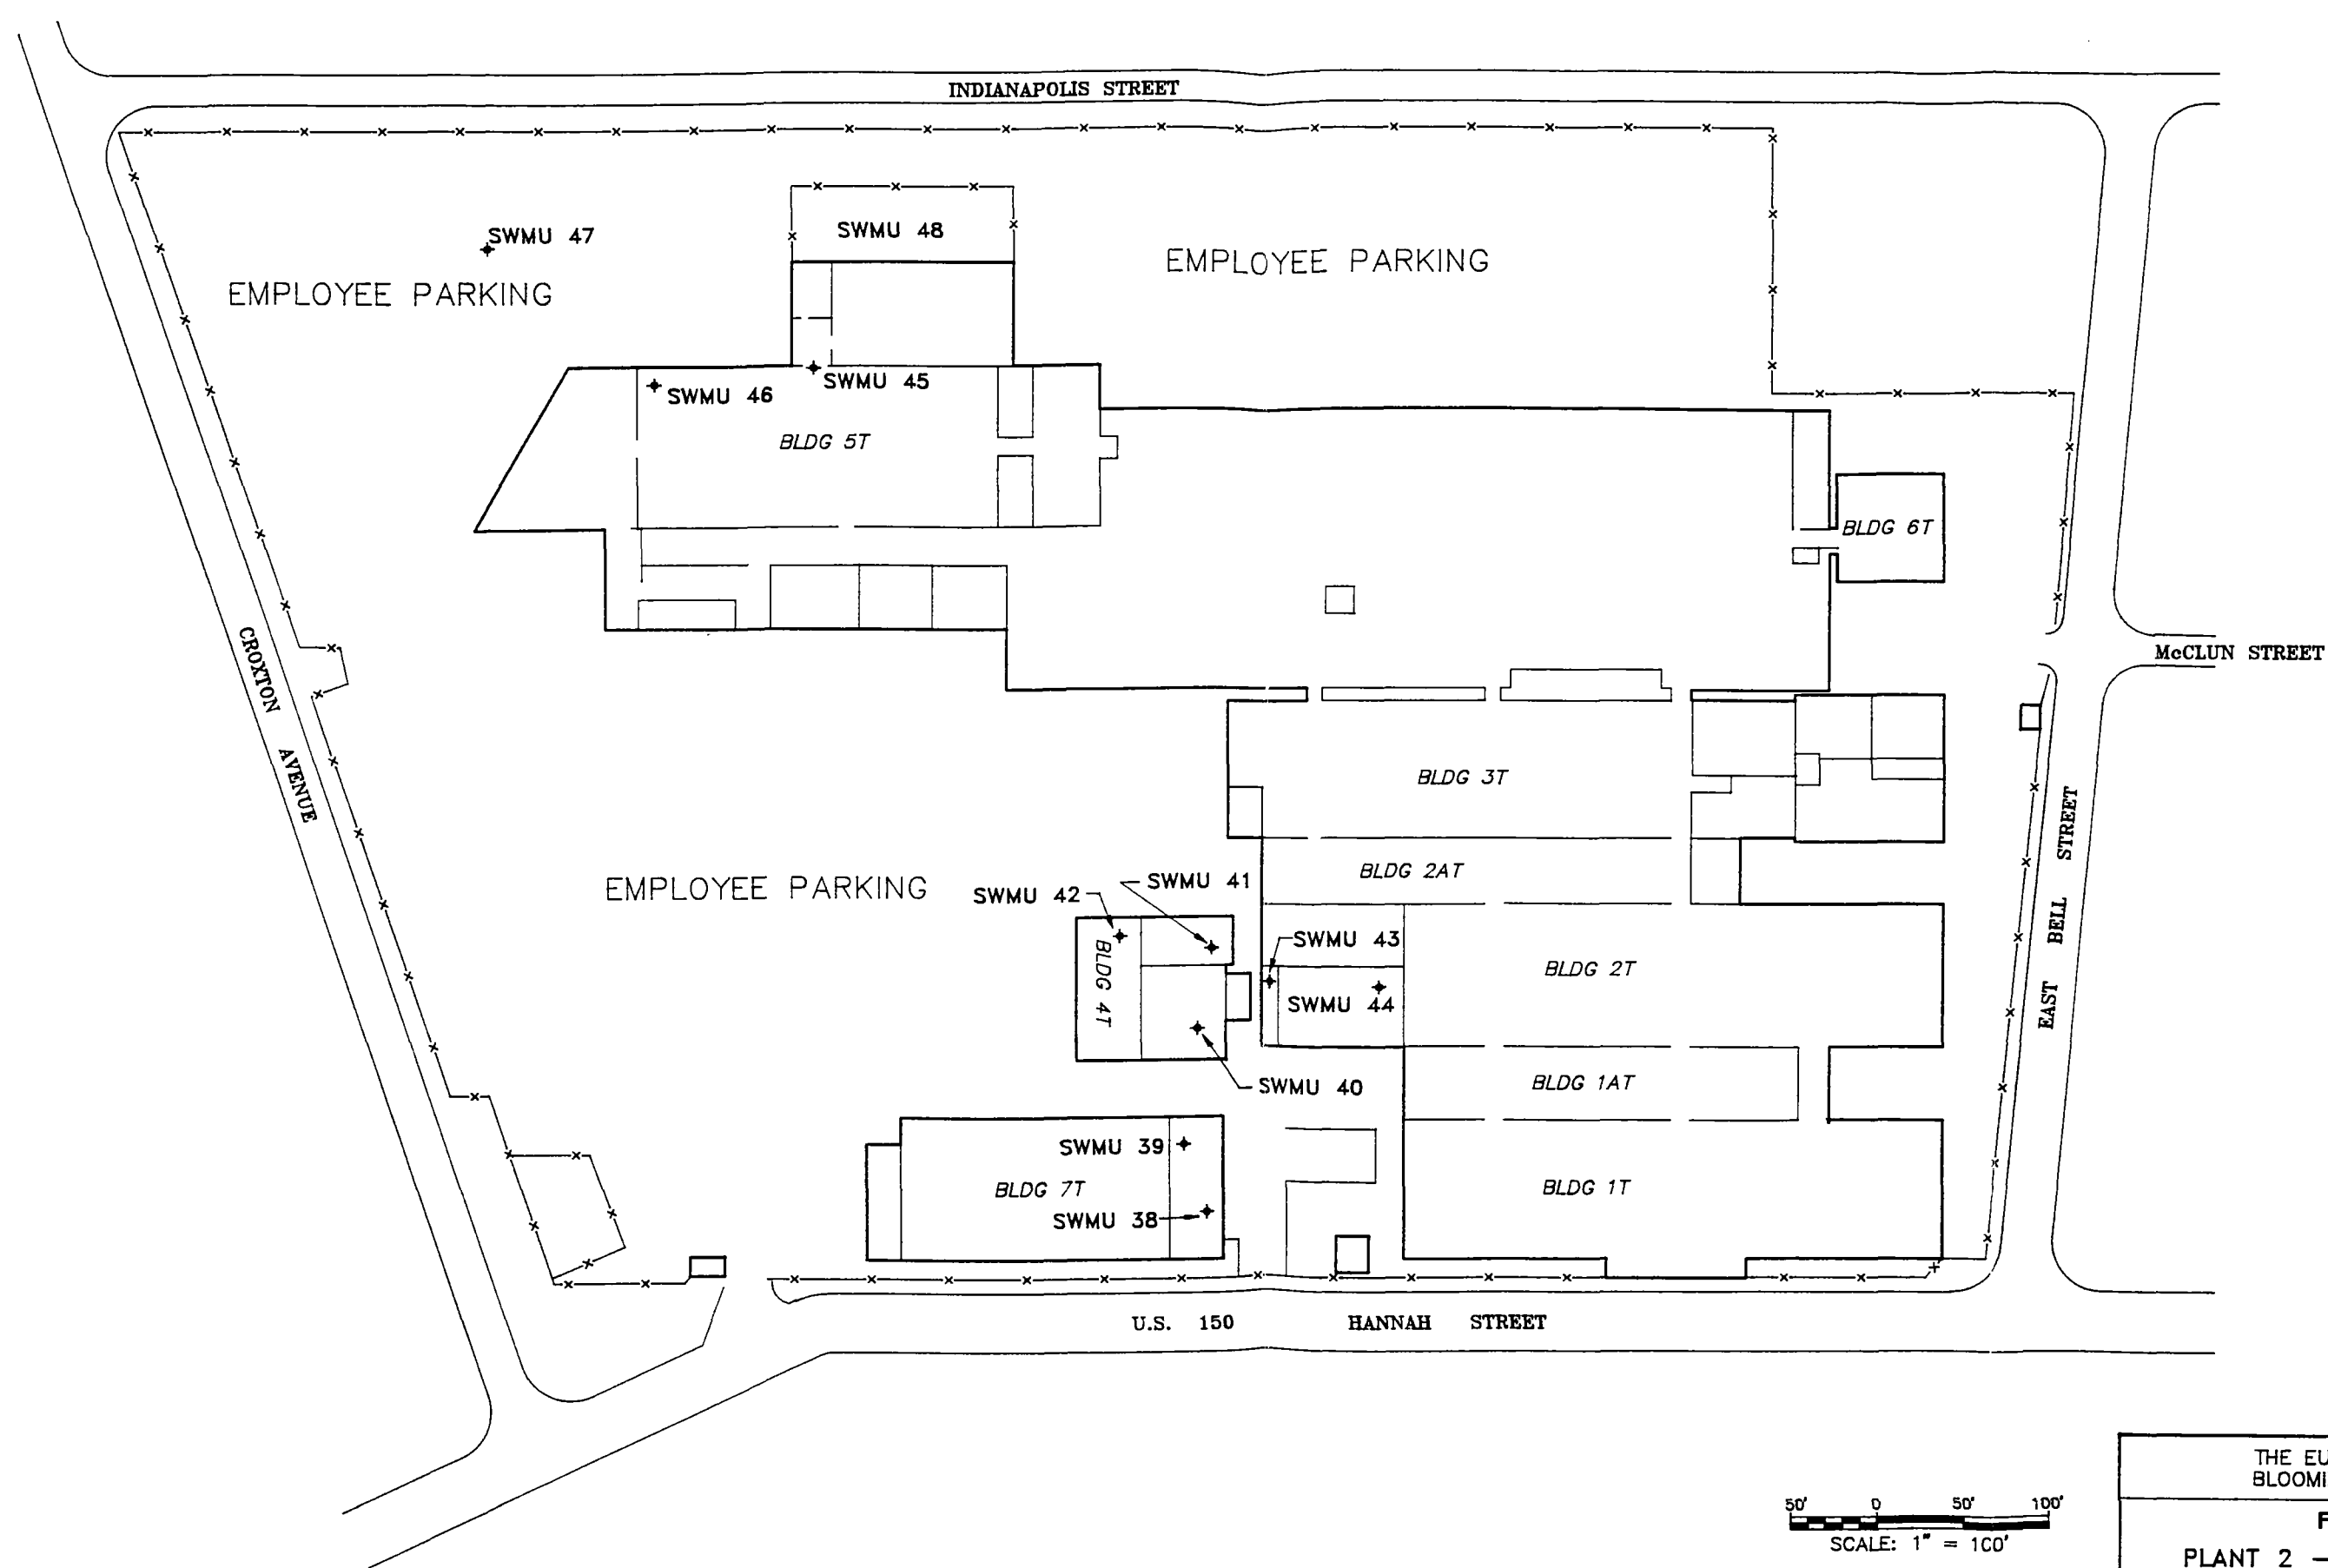 INDIANAPOLIS STREET
SWMU 47
SWMU 48
EMPLOYEE PARKING
EMPLOYEE PARKING
SWMU 45
SWMU 46
BLDG 5T
BLDG 6T
CROXTON AVENUE
McCLUN STREET
BLDG 3T
EMPLOYEE PARKING
BLDG 2AT
SWMU 41
SWMU 42
SWMU 43
BLDG 4T
BLDG 2T
SWMU 44
EAST BELL STREET
SWMU 40
BLDG 1AT
SWMU 39
BLDG 7T
BLDG 1T
SWMU 38
U.S. 150 HANNAH STREET
50' 0 50' 100'
SCALE: 1" = 100'
THE EU
BLOOMI
F
PLANT 2 –